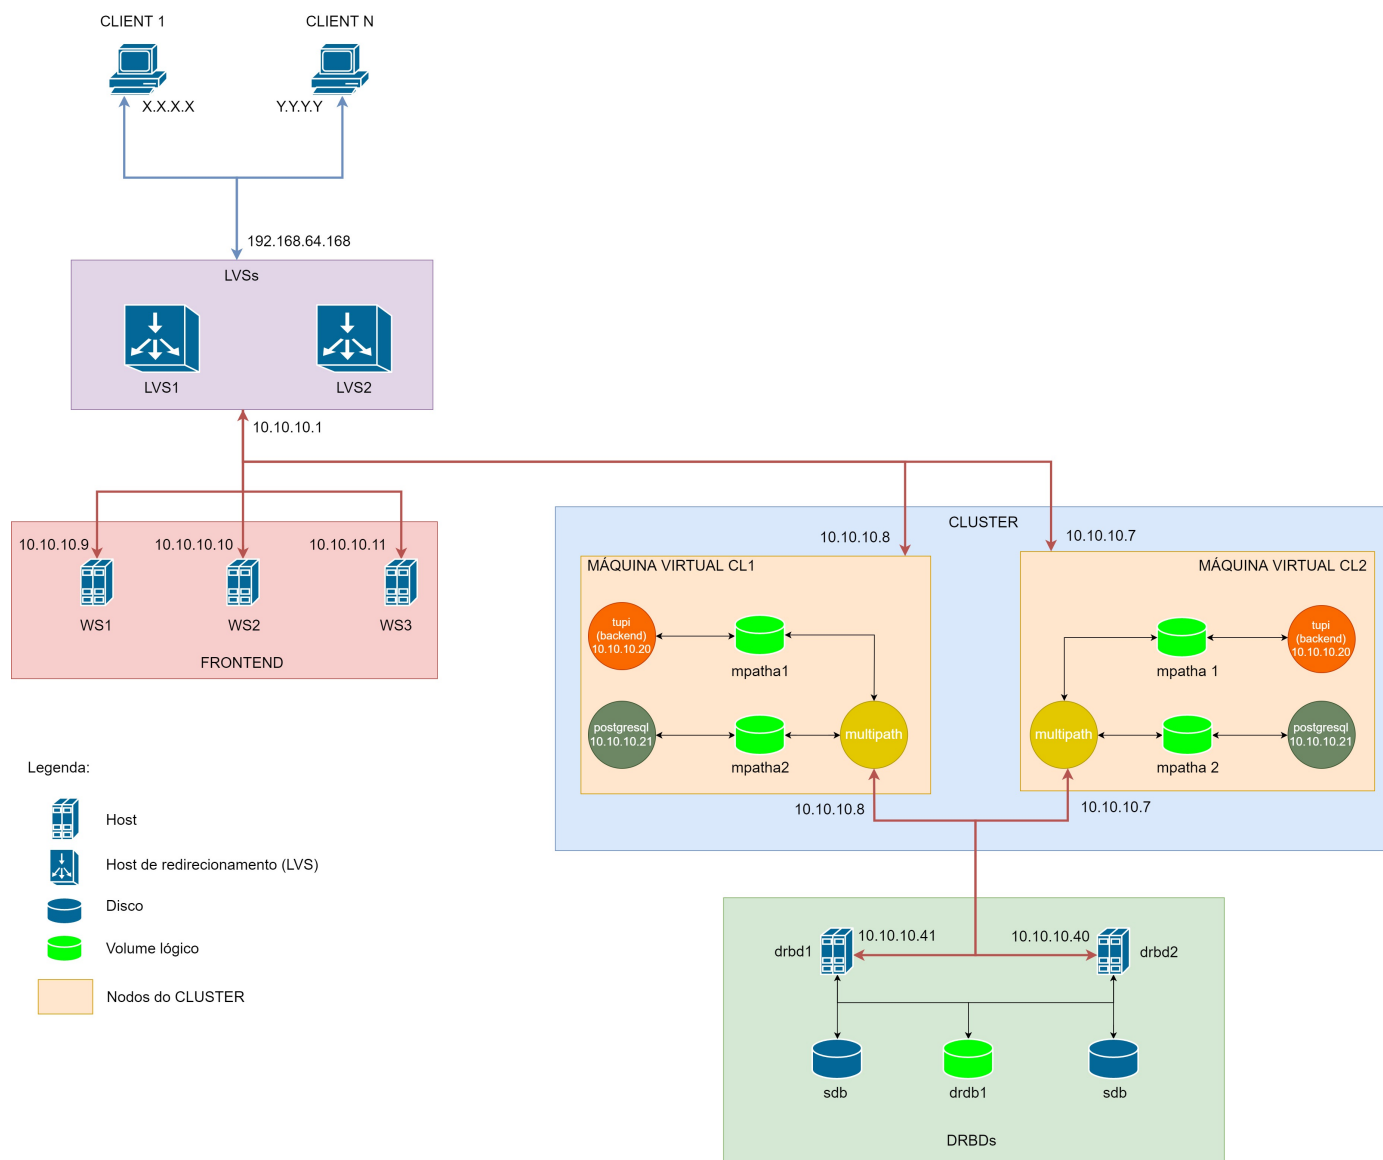 CLIENT 1
CLIENT N
X.X.X.X
Y.Y.Y.Y
192.168.64.168
LVSs
LVS1
LVS2
10.10.10.1
10.10.10.9
10.10.10.10
10.10.10.11
WS1
WS2
WS3
FRONTEND
CLUSTER
10.10.10.8
10.10.10.7
MÁQUINA VIRTUAL CL1
tupi
(backend)
10.10.10.20
mpatha1
postgresql
10.10.10.21
mpatha2
multipath
10.10.10.8
MÁQUINA VIRTUAL CL2
mpatha 1
tupi
(backend)
10.10.10.20
multipath
mpatha 2
postgresql
10.10.10.21
10.10.10.7
Legenda:
Host
Host de redirecionamento (LVS)
Disco
Volume lógico
Nodos do CLUSTER
drbd1
10.10.10.41
10.10.10.40
drbd2
sdb
drdb1
sdb
DRBDs